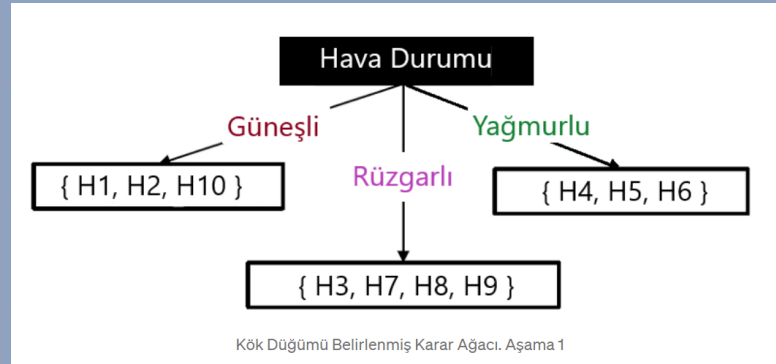 Hava Durumu
Güneşli
Yağmurlu
Rüzgarlı
{ H1, H2, H10 }
{ H4, H5, H6 }
{ H3, H7, H8, H9 }
Kök Düğümü Belirlenmiş Karar Ağacı. Aşama 1